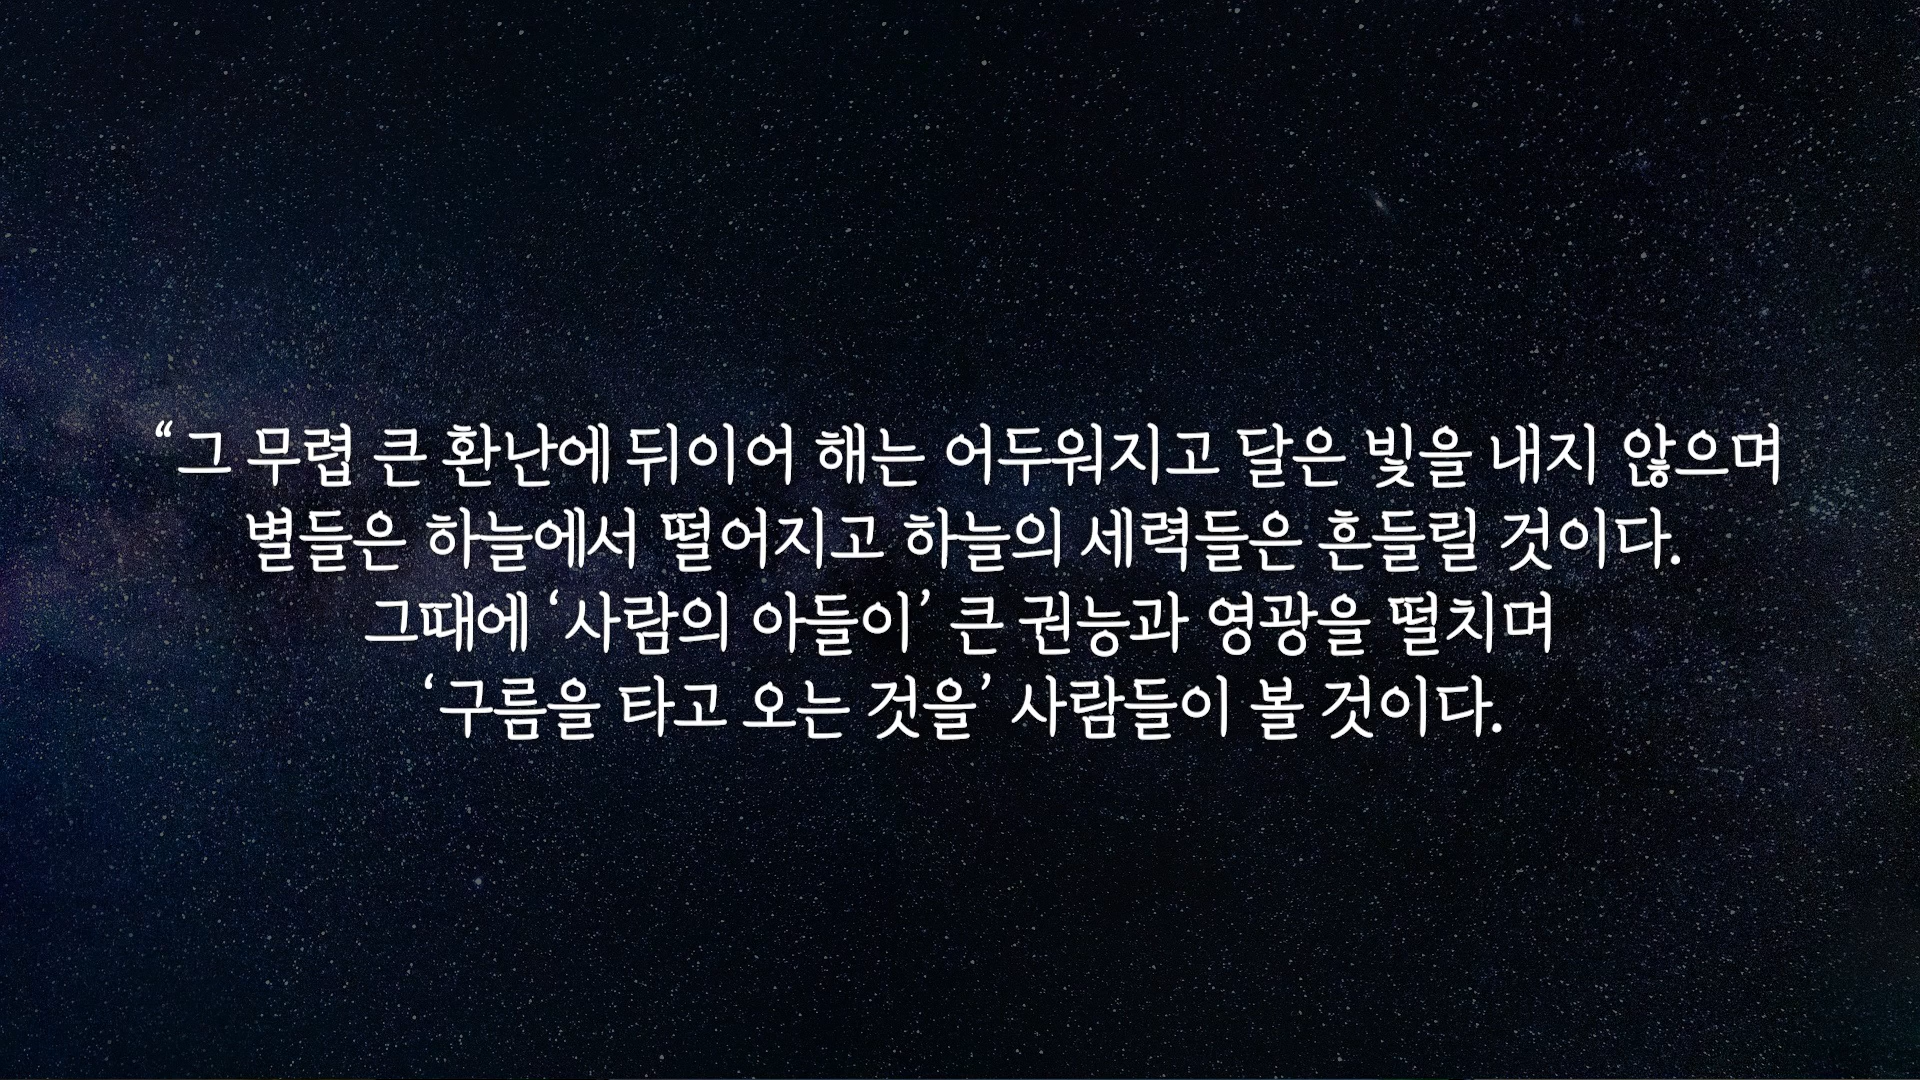 “그 무렵 큰 환난에 뒤이어 해는 어두워지고 달은 빛을 내지 않으며
별들은 하늘에서 떨어지고 하늘의 세력들은 흔들릴 것이다.
그때에 ‘사람의 아들이’ 큰 권능과 영광을 떨치며
‘구름을 타고 오는 것을’ 사람들이 볼 것이다.